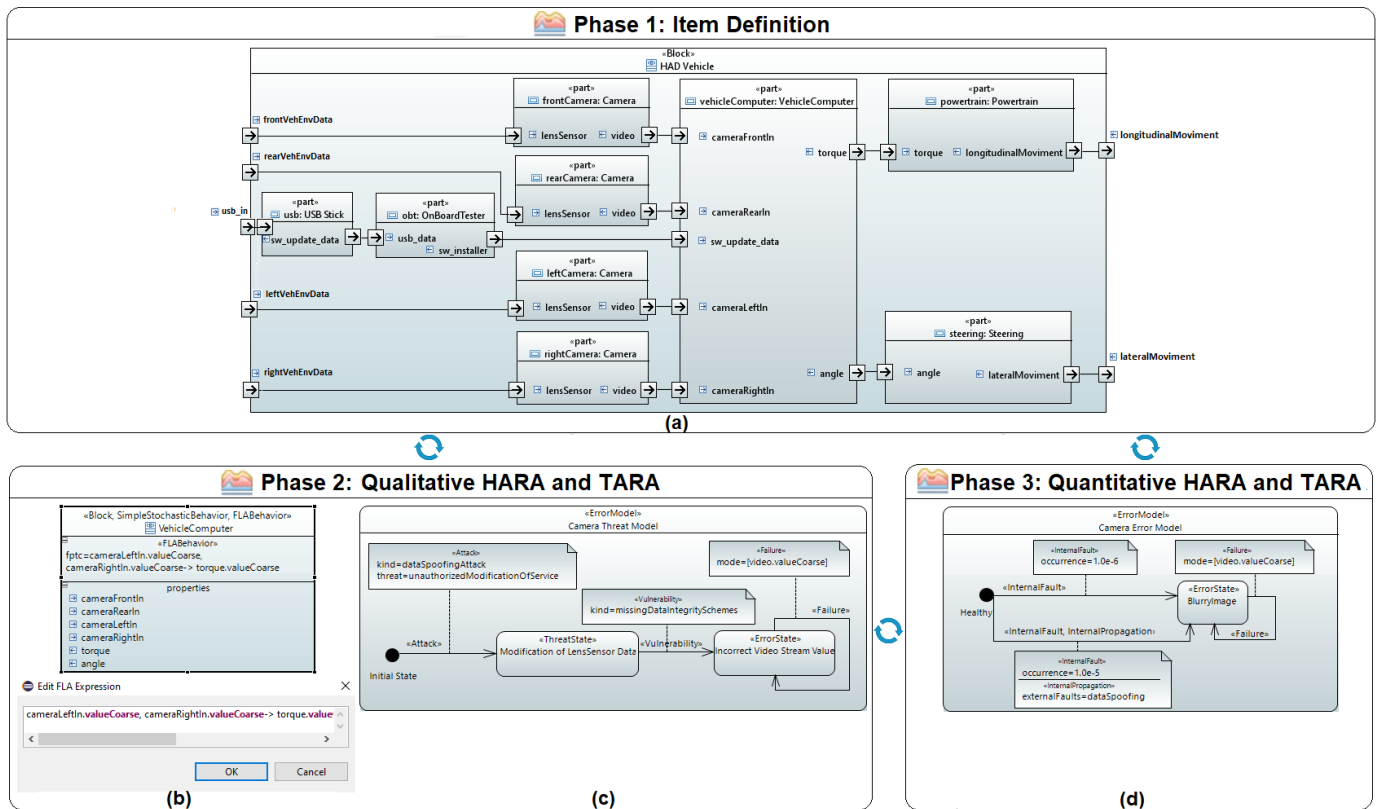 Phase 1: Item Definition
«Block»
HAD Vehicle
«part»
frontCamera: Camera
lensSensor
video
«part»
vehicleComputer: VehicleComputer
cameraFrontIn
torque
«part»
powertrain: Powertrain
torque
longitudinalMoviment
longitudinalMoviment
frontVehEnvData
rearVehEnvData
«part»
rearCamera: Camera
lensSensor
video
cameraRearIn
usb_in
«part»
usb: USB Stick
sw_update_data
«part»
obt: OnBoardTester
usb_data
sw_installer
sw_update_data
«part»
leftCamera: Camera
lensSensor
video
leftVehEnvData
cameraLeftIn
«part»
rightCamera: Camera
lensSensor
video
rightVehEnvData
cameraRightIn
angle
«part»
steering: Steering
angle
lateralMoviment
lateralMoviment
(a)
Phase 2: Qualitative HARA and TARA
«Block, SimpleStochasticBehavior, FLABehavior»
VehicleComputer
«FLABehavior»
fptc=cameraLeftIn.valueCoarse,
cameraRightIn.valueCoarse-> torque.valueCoarse
properties
cameraFrontIn
cameraRearIn
cameraLeftIn
cameraRightIn
torque
angle
Edit FLA Expression
cameraLeftIn.valueCoarse, cameraRightIn.valueCoarse-> torque.value
OK
Cancel
(b)
«ErrorModel»
Camera Threat Model
«Attack»
kind=dataSpoofingAttack
threat=unauthorizedModificationOfService
«Failure»
mode=[video.valueCoarse]
«Vulnerability»
kind=missingDataIntegritySchemes
«Failure»
«Attack»
Initial State
«ThreatState»
Modification of LensSensor Data
«Vulnerability»
«ErrorState»
Incorrect Video Stream Value
(c)
Phase 3: Quantitative HARA and TARA
«ErrorModel»
Camera Error Model
«InternalFault»
occurrence=1.0e-6
«Failure»
mode=[video.valueCoarse]
«InternalFault»
Healthy
«ErrorState»
BlurryImage
«InternalFault, InternalPropagation»
«Failure»
«InternalFault»
occurrence=1.0e-5
«InternalPropagation»
externalFaults=dataSpoofing
(d)